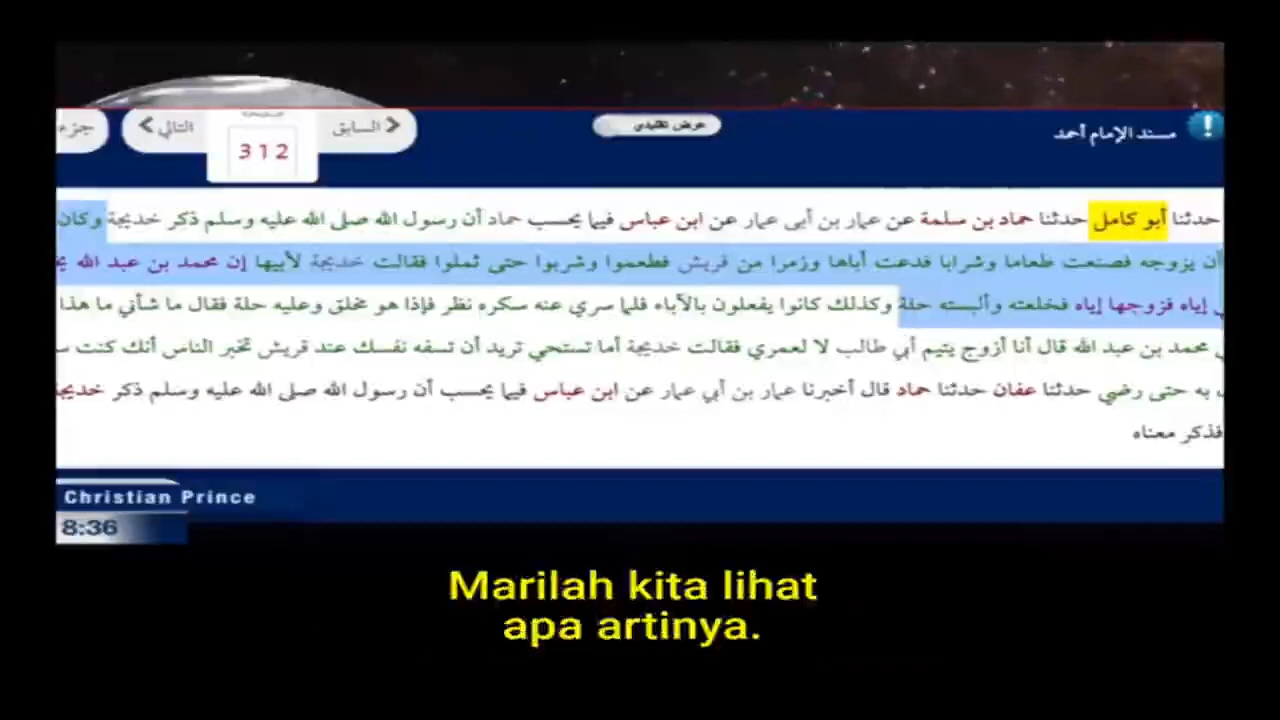 مسند الإمام أحمد
عرض تقليدي
السابق
312
التالي
جزء
حدثنا أبو كامل حدثنا حماد بن سلمة عن عمار بن أبي عمار عن ابن عباس فيما يحسب حماد أن رسول الله صلى الله عليه وسلم ذكر خديجة وكان
أن يزوجه فصنعت طعاما وشرابا فدعت أباها وزمرا من قريش فطعموا وشربوا حتى ثملوا فقالت خديجة لأبيها إن محمد بن عبد الله
إياه فزوجها إياه فخلعته وألبسته حلة وكذلك كانوا يفعلون بالآباء فلما سري عنه سكره نظر فإذا هو مخلق وعليه حلة فقال ما شأني ما هذا
محمد بن عبد الله قال أنا أزوج يتيم أبي طالب لا لعمري فقالت خديجة أما تستحي تريد أن تسفه نفسك عند قريش تخبر الناس أنك كنت
به حتى رضي حدثنا عفان حدثنا حماد قال أخبرنا عمار بن أبي عمار عن ابن عباس فيما يحسب أن رسول الله صلى الله عليه وسلم ذكر خديجة
فذكر معناه
Christian Prince
8:36
Marilah kita lihat
apa artinya.